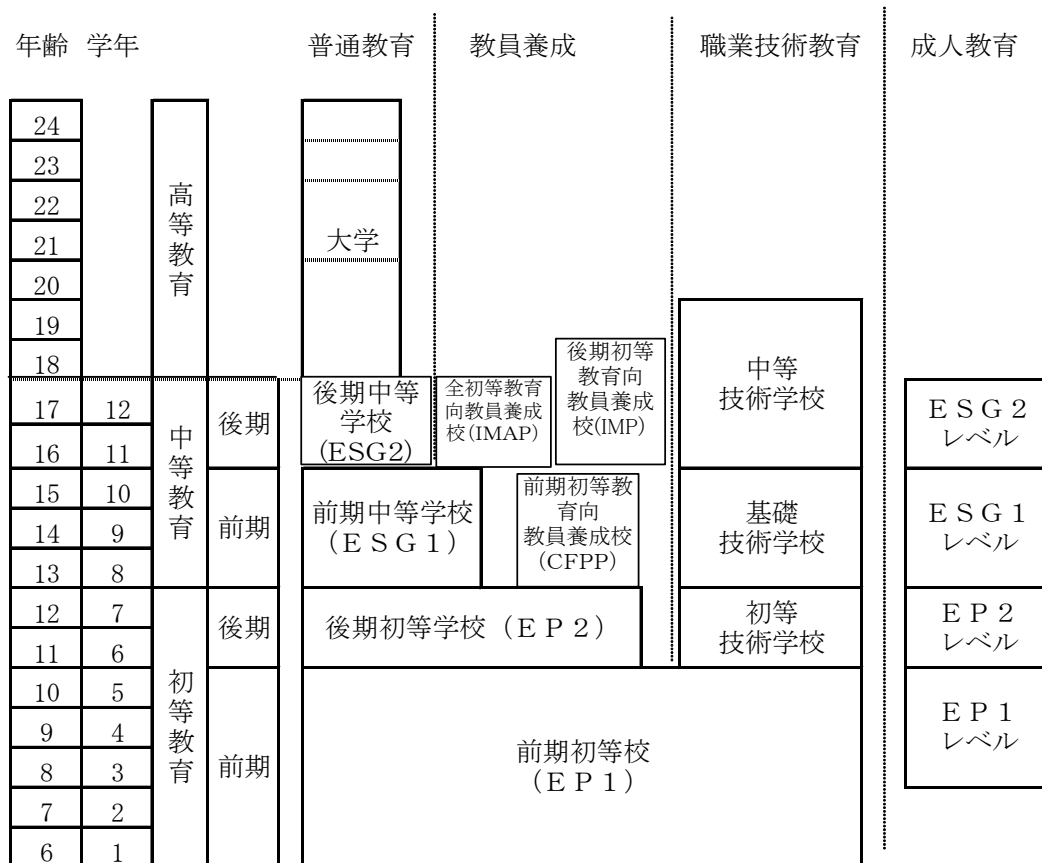 年齢 学年 普通教育 教員養成 職業技術教育 成人教育
24
23
22
21
20
19
18
17 12
16 11
15 10
14 9
13 8
12 7
11 6
10 5
9 4
8 3
7 2
6 1
高等教育
中等教育
初等教育
後期
前期
後期
前期
大学
後期中等
学校
(ESG2)
全初等教育
向教員養成
校(IMAP)
後期初等
教育向
教員養成
校(IMP)
前期中等学校
(ESG1)
前期初等教
育向
教員養成校
(CFPP)
後期初等学校(EP2)
前期初等校
(EP1)
中等
技術学校
基礎
技術学校
初等
技術学校
ESG2
レベル
ESG1
レベル
EP2
レベル
EP1
レベル